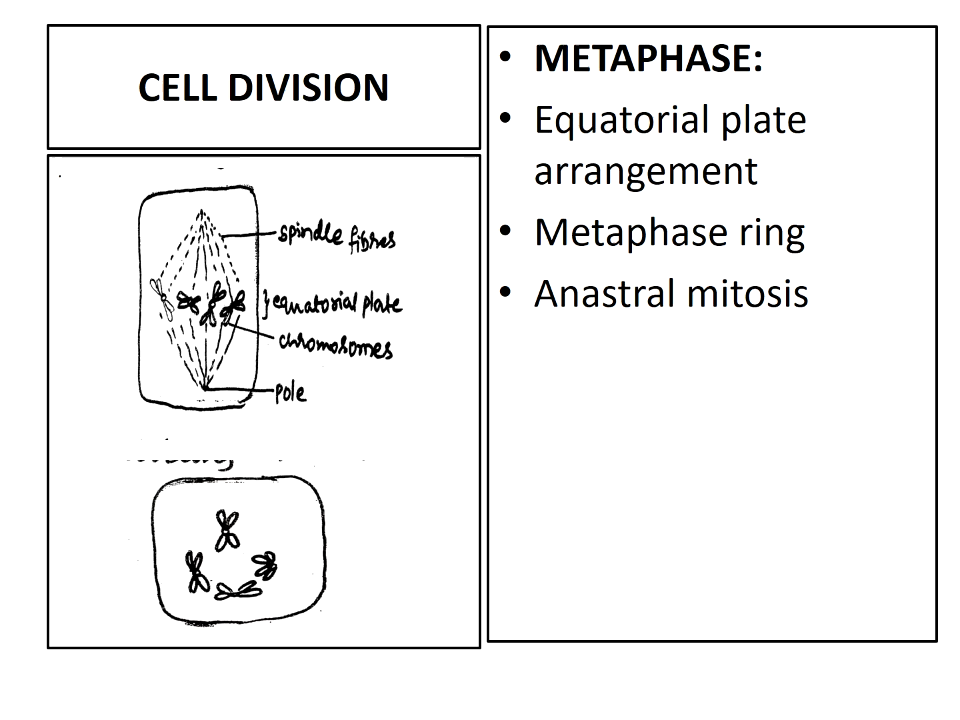 CELL DIVISION
spindle fibres
equatorial plate
chromosomes
pole
• METAPHASE:
• Equatorial plate
arrangement
• Metaphase ring
• Anastral mitosis